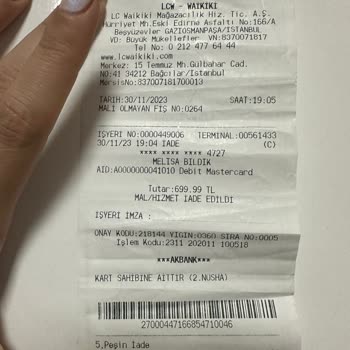 LCW - WAIKIKI
LC Waikiki Mağazacılık Hiz. Tic. A.Ş.
Hürriyet Mh.Eski Edirne Asfaltı No:166/A
Beşyüzevler GAZİOSMANPAŞA/İSTANBUL
VD: Büyük Mükellefler VN:8370071817
Tel No: 0 212 477 64 44
www.lcwaikiki.com
Merkez: 15 Temmuz Mh.Gülbahar Cad.
NO:41 34212 Bağcılar/İstanbul
MersisNo:8370071813700013
TARİH:30/11/2023 SAAT:19:05
MALİ OLMAYAN FİŞ NO:0264
İŞYERİ NO:0000449006 TERMINAL:00561433
30/11/23 19:04 İADE (C)
**** **** **** 4727
MELİSA BİLDİK
AID:A0000000041010 Debit Mastercard
Tutar:699.99 TL
MAL/HİZMET İADE EDİLDİ
İŞYERİ İMZA :
ONAY KODU:218144 YIGIN:0360 SIRA NO:0005
İşlem Kodu:2311 202011 100518
***AKBANK***
KART SAHİBİNE AİTTİR (2.NUSHA)
27000447166854710046
5,Peşin İade